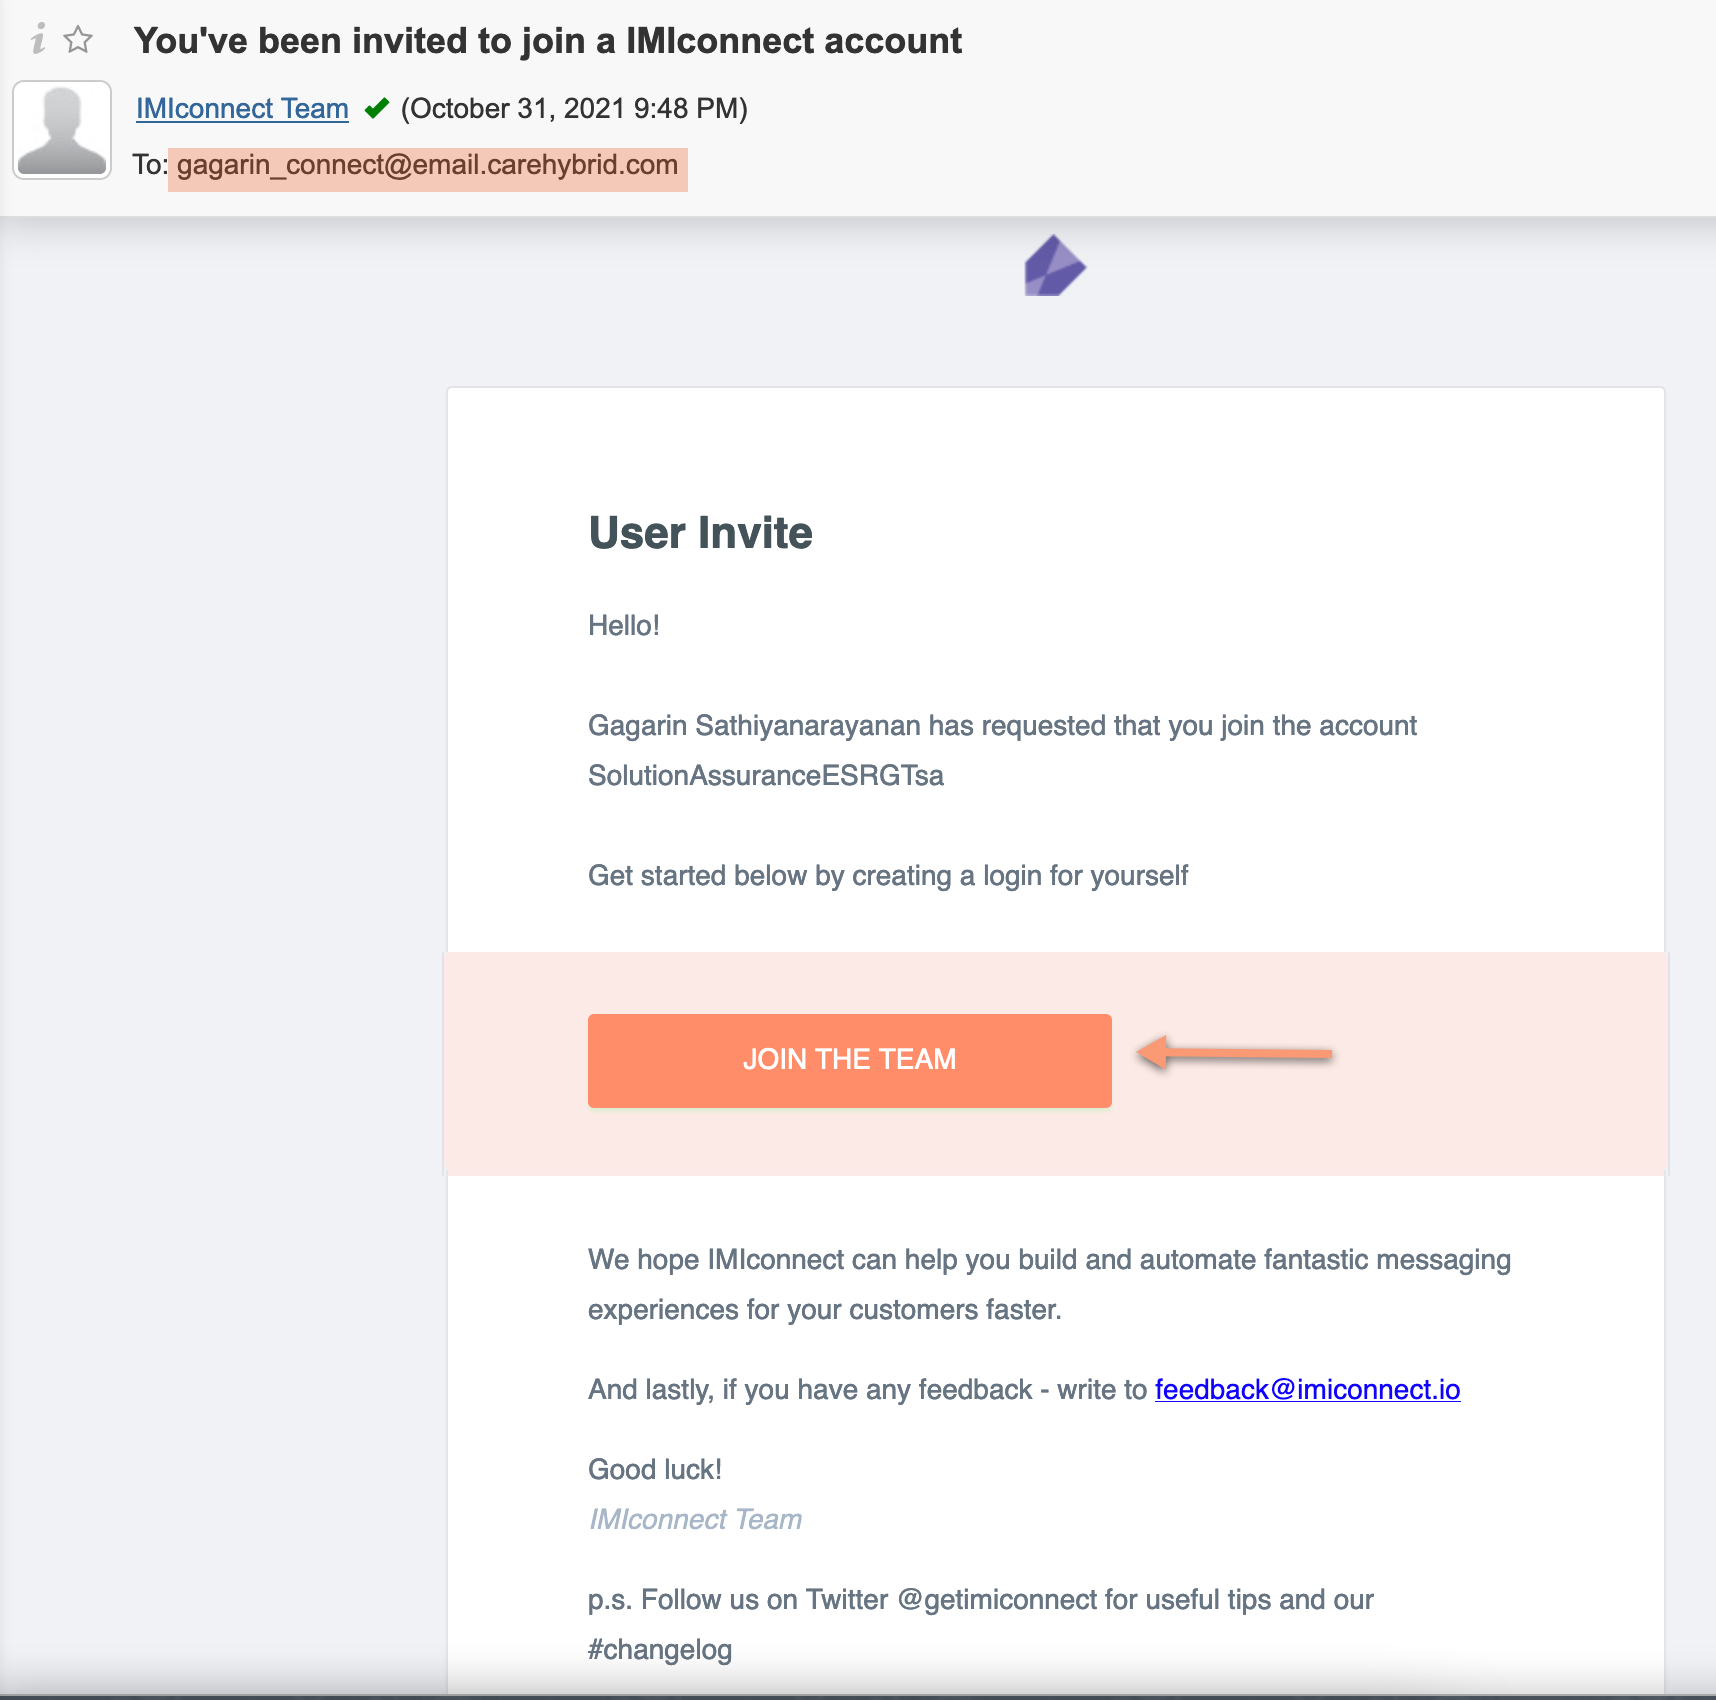 You've been invited to join a IMIconnect account
IMIconnect Team (October 31, 2021 9:48 PM)
To: gagarin_connect@email.carehybrid.com
User Invite
Hello!
Gagarin Sathiyanarayanan has requested that you join the account
SolutionAssuranceESRGTsa
Get started below by creating a login for yourself
JOIN THE TEAM
We hope IMIconnect can help you build and automate fantastic messaging
experiences for your customers faster.
And lastly, if you have any feedback - write to feedback@imiconnect.io
Good luck!
IMIconnect Team
p.s. Follow us on Twitter @getimiconnect for useful tips and our
#changelog